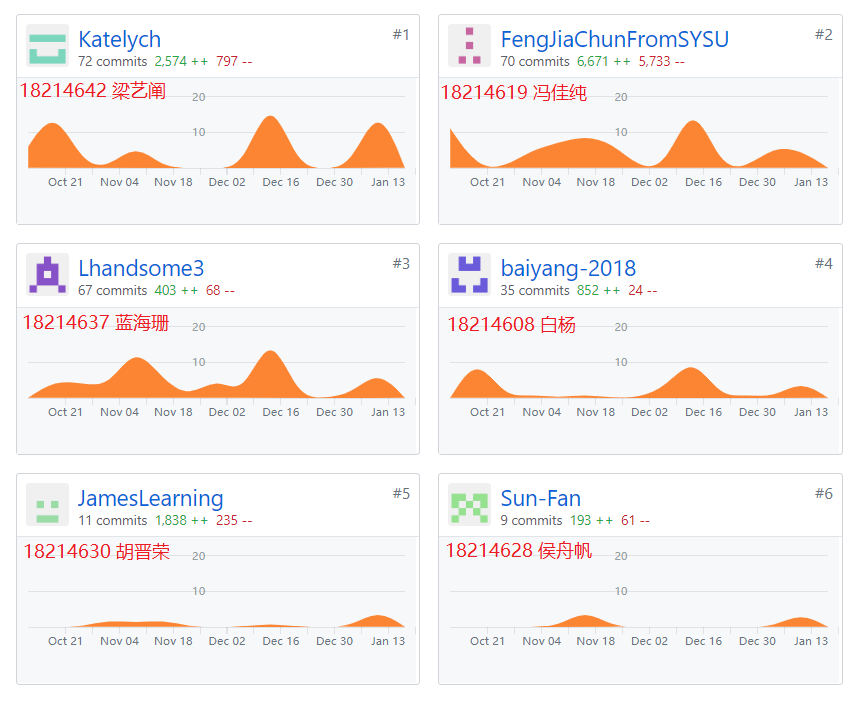 Katelych
#1
72 commits 2,574 ++ 797 --
18214642 梁艺阐
20
10
Oct 21 Nov 04 Nov 18 Dec 02 Dec 16 Dec 30 Jan 13
FengJiaChunFromSYSU
#2
70 commits 6,671 ++ 5,733 --
18214619 冯佳纯
20
10
Oct 21 Nov 04 Nov 18 Dec 02 Dec 16 Dec 30 Jan 13
Lhandsome3
#3
67 commits 403 ++ 68 --
18214637 蓝海珊
20
10
Oct 21 Nov 04 Nov 18 Dec 02 Dec 16 Dec 30 Jan 13
baiyang-2018
#4
35 commits 852 ++ 24 --
18214608 白杨
20
10
Oct 21 Nov 04 Nov 18 Dec 02 Dec 16 Dec 30 Jan 13
JamesLearning
#5
11 commits 1,838 ++ 235 --
18214630 胡晋荣
20
10
Oct 21 Nov 04 Nov 18 Dec 02 Dec 16 Dec 30 Jan 13
Sun-Fan
#6
9 commits 193 ++ 61 --
18214628 侯舟帆
20
10
Oct 21 Nov 04 Nov 18 Dec 02 Dec 16 Dec 30 Jan 13